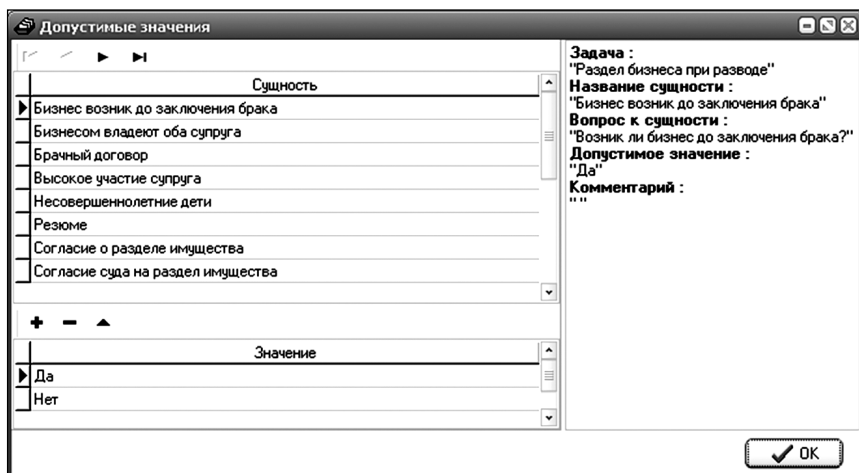 Допустимые значения
Сущность
Бизнес возник до заключения брака
Бизнесом владеют оба супруга
Брачный договор
Высокое участие супруга
Несовершеннолетние дети
Резюме
Согласие о разделе имущества
Согласие суда на раздел имущества
Значение
Да
Нет
Задача :
"Раздел бизнеса при разводе"
Название сущности :
"Бизнес возник до заключения брака"
Вопрос к сущности :
"Возник ли бизнес до заключения брака?"
Допустимое значение :
"Да"
Комментарий :
" "
OK